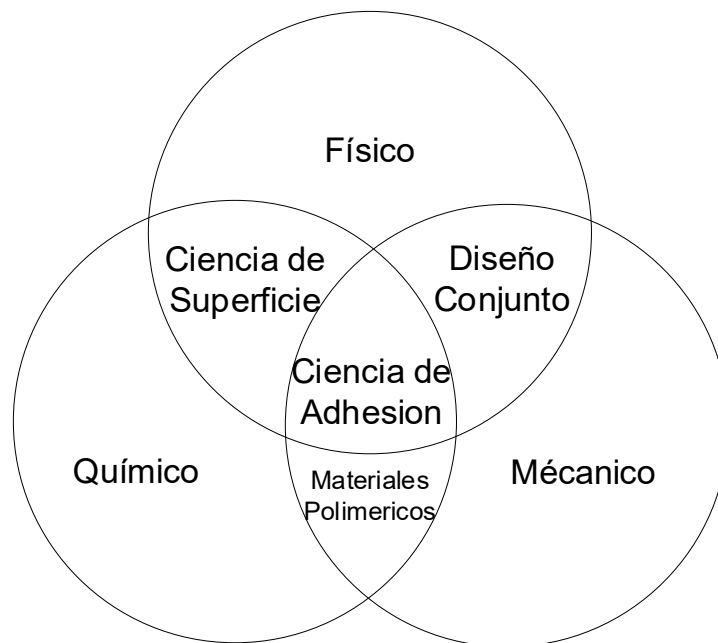 Físico
Ciencia de
Superficie
Diseño
Conjunto
Ciencia de
Adhesion
Químico
Materiales
Polimericos
Mécanico